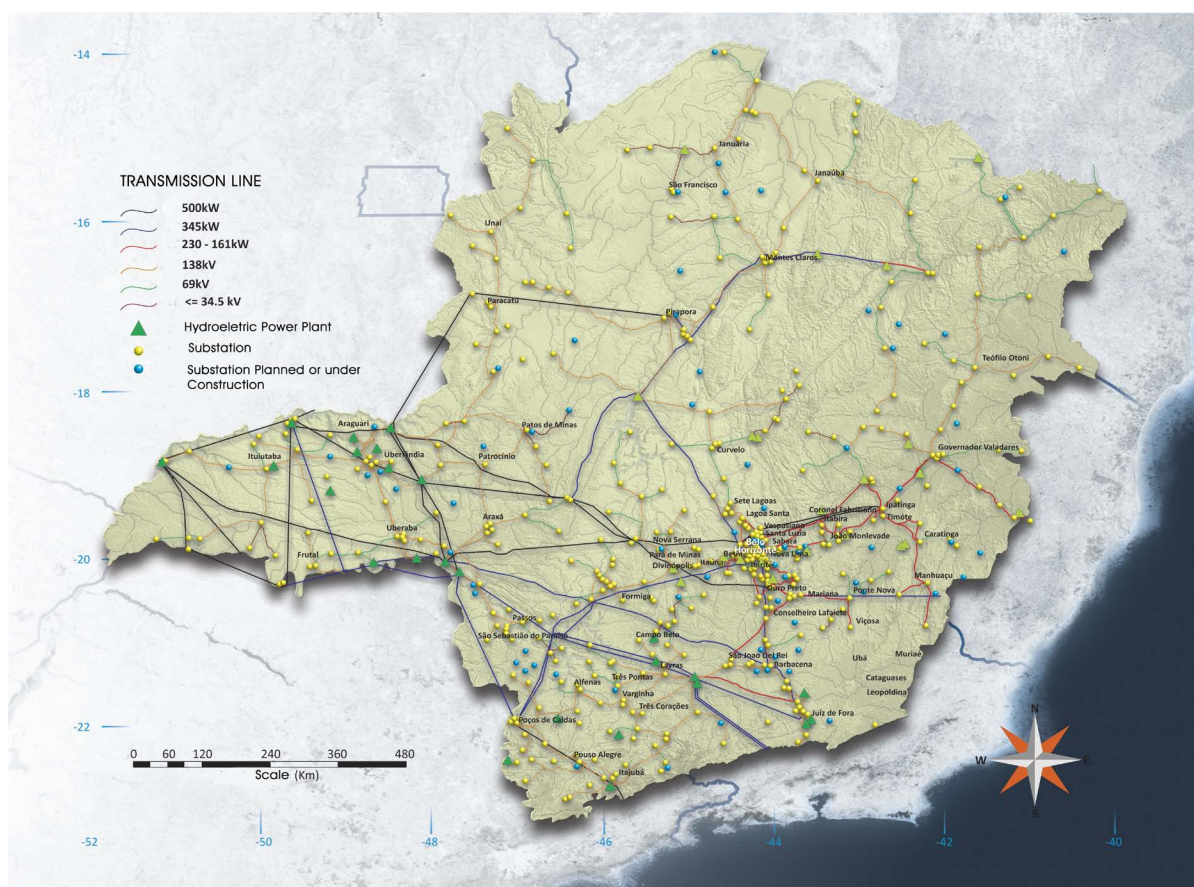 -14
-16
-18
-20
-22
TRANSMISSION LINE
500kW
345kW
230 - 161kW
138kV
69kV
<= 34.5 kV
Hydroeletric Power Plant
Substation
Substation Planned or under
Construction
Januária
São Francisco
Janaúba
Unaí
Montes Claros
Paracatu
Pirapora
Teófilo Otoni
Araguari
Patos de Minas
Ituiutaba
Uberlândia
Patrocínio
Curvelo
Governador Valadares
Sete Lagoas
Lagoa Santa
Coronel Fabriciano
Ipatinga
Itabira
Timóte
Vespasiano
Santa Luzia
Sabará
João Monlevade
Caratinga
Araxá
Uberaba
Nova Serrana
Belo
Horizonte
Nova Lima
Pará de Minas
Itauna
Divinópolis
Frutal
Manhuaçu
Ouro Preto
Mariana
Ponte Nova
Formiga
Conselheiro Lafaiete
Viçosa
Passos
São Sebastião do Paraíso
Campo Belo
São Joao Del Rei
Barbacena
Ubá
Muriaé
Lavras
Cataguases
Leopoldina
Três Pontas
Alfenas
Varginha
Três Corações
Juiz de Fora
Poços de Caldas
Pouso Alegre
Itajubá
0 30 60 120 240 360 480
Scale (Km)
N
W
E
S
-52
-50
-48
-46
-44
-42
-40